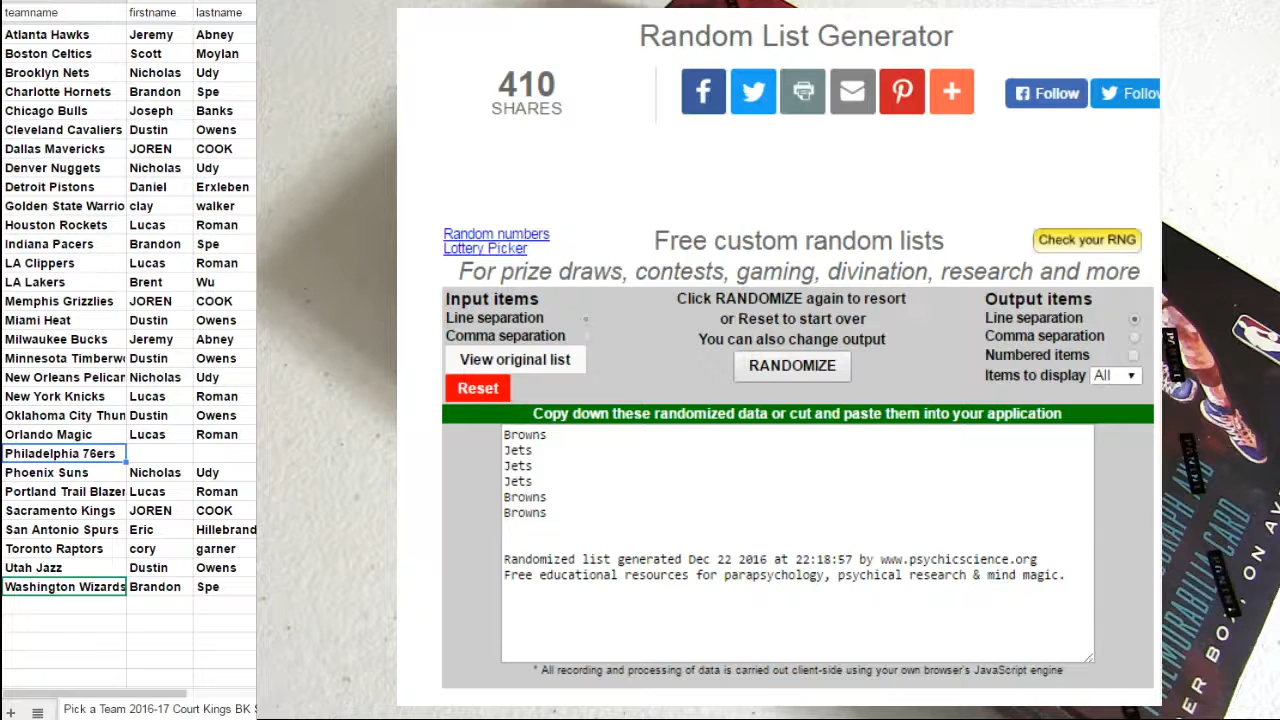 teamname firstname lastname
Atlanta Hawks Jeremy Abney
Boston Celtics Scott Moylan
Brooklyn Nets Nicholas Udy
Charlotte Hornets Brandon Spe
Chicago Bulls Joseph Banks
Cleveland Cavaliers Dustin Owens
Dallas Mavericks JOREN COOK
Denver Nuggets Nicholas Udy
Detroit Pistons Daniel Erxleben
Golden State Warrio clay walker
Houston Rockets Lucas Roman
Indiana Pacers Brandon Spe
LA Clippers Lucas Roman
LA Lakers Brent Wu
Memphis Grizzlies JOREN COOK
Miami Heat Dustin Owens
Milwaukee Bucks Jeremy Abney
Minnesota Timberw Dustin Owens
New Orleans Pelican Nicholas Udy
New York Knicks Lucas Roman
Oklahoma City Thun Dustin Owens
Orlando Magic Lucas Roman
Philadelphia 76ers
Phoenix Suns Nicholas Udy
Portland Trail Blazer Lucas Roman
Sacramento Kings JOREN COOK
San Antonio Spurs Eric Hillebrand
Toronto Raptors cory garner
Utah Jazz Dustin Owens
Washington Wizards Brandon Spe
Pick a Team 2016-17 Court Kings BK
Random List Generator
410
SHARES
Follow
Follo
Random numbers
Lottery Picker
Free custom random lists
Check your RNG
For prize draws, contests, gaming, divination, research and more
Input items
Line separation
Comma separation
View original list
Reset
Click RANDOMIZE again to resort
or Reset to start over
You can also change output
RANDOMIZE
Output items
Line separation
Comma separation
Numbered items
Items to display All
Copy down these randomized data or cut and paste them into your application
Browns
Jets
Jets
Jets
Browns
Browns
Randomized list generated Dec 22 2016 at 22:18:57 by www.psychicscience.org
Free educational resources for parapsychology, psychical research & mind magic.
* All recording and processing of data is carried out client-side using your own browser's JavaScript engine
MEMORABILIA CARD
ON